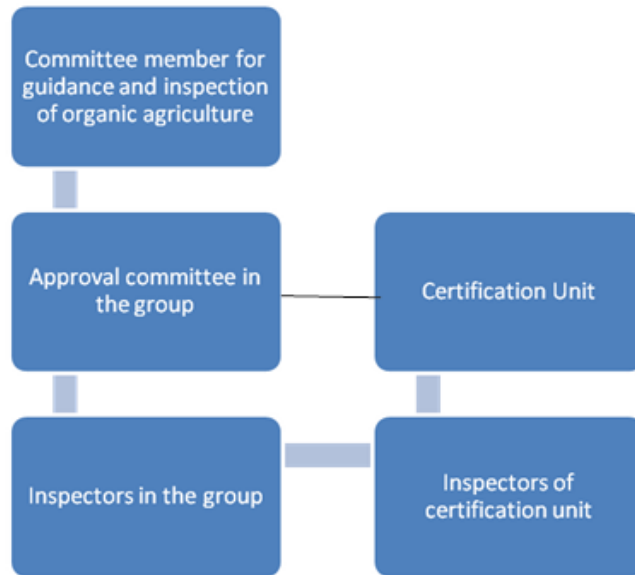 Committee member for
guidance and inspection
of organic agriculture
Approval committee in
the group
Certification Unit
Inspectors in the group
Inspectors of
certification unit